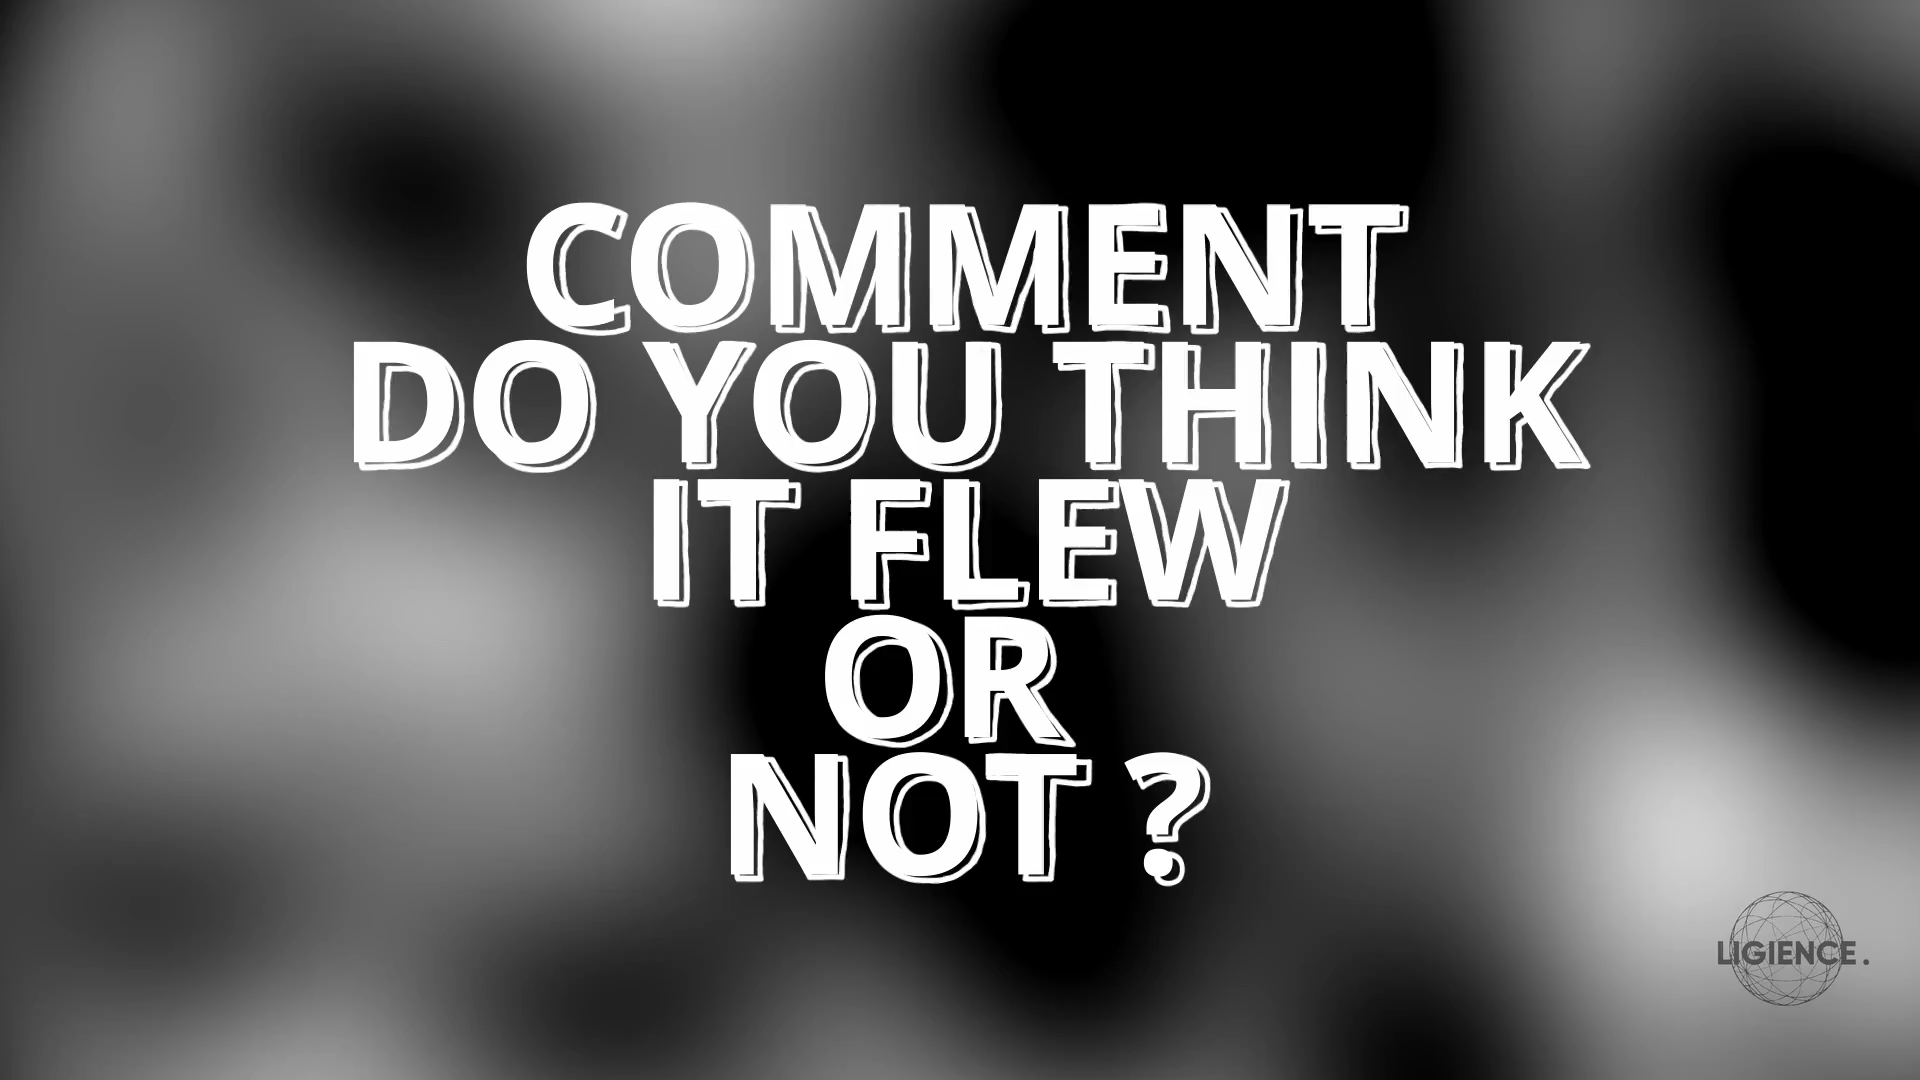 COMMENT
DO YOU THINK
IT FLEW
OR
NOT ?
LIGIENCE.